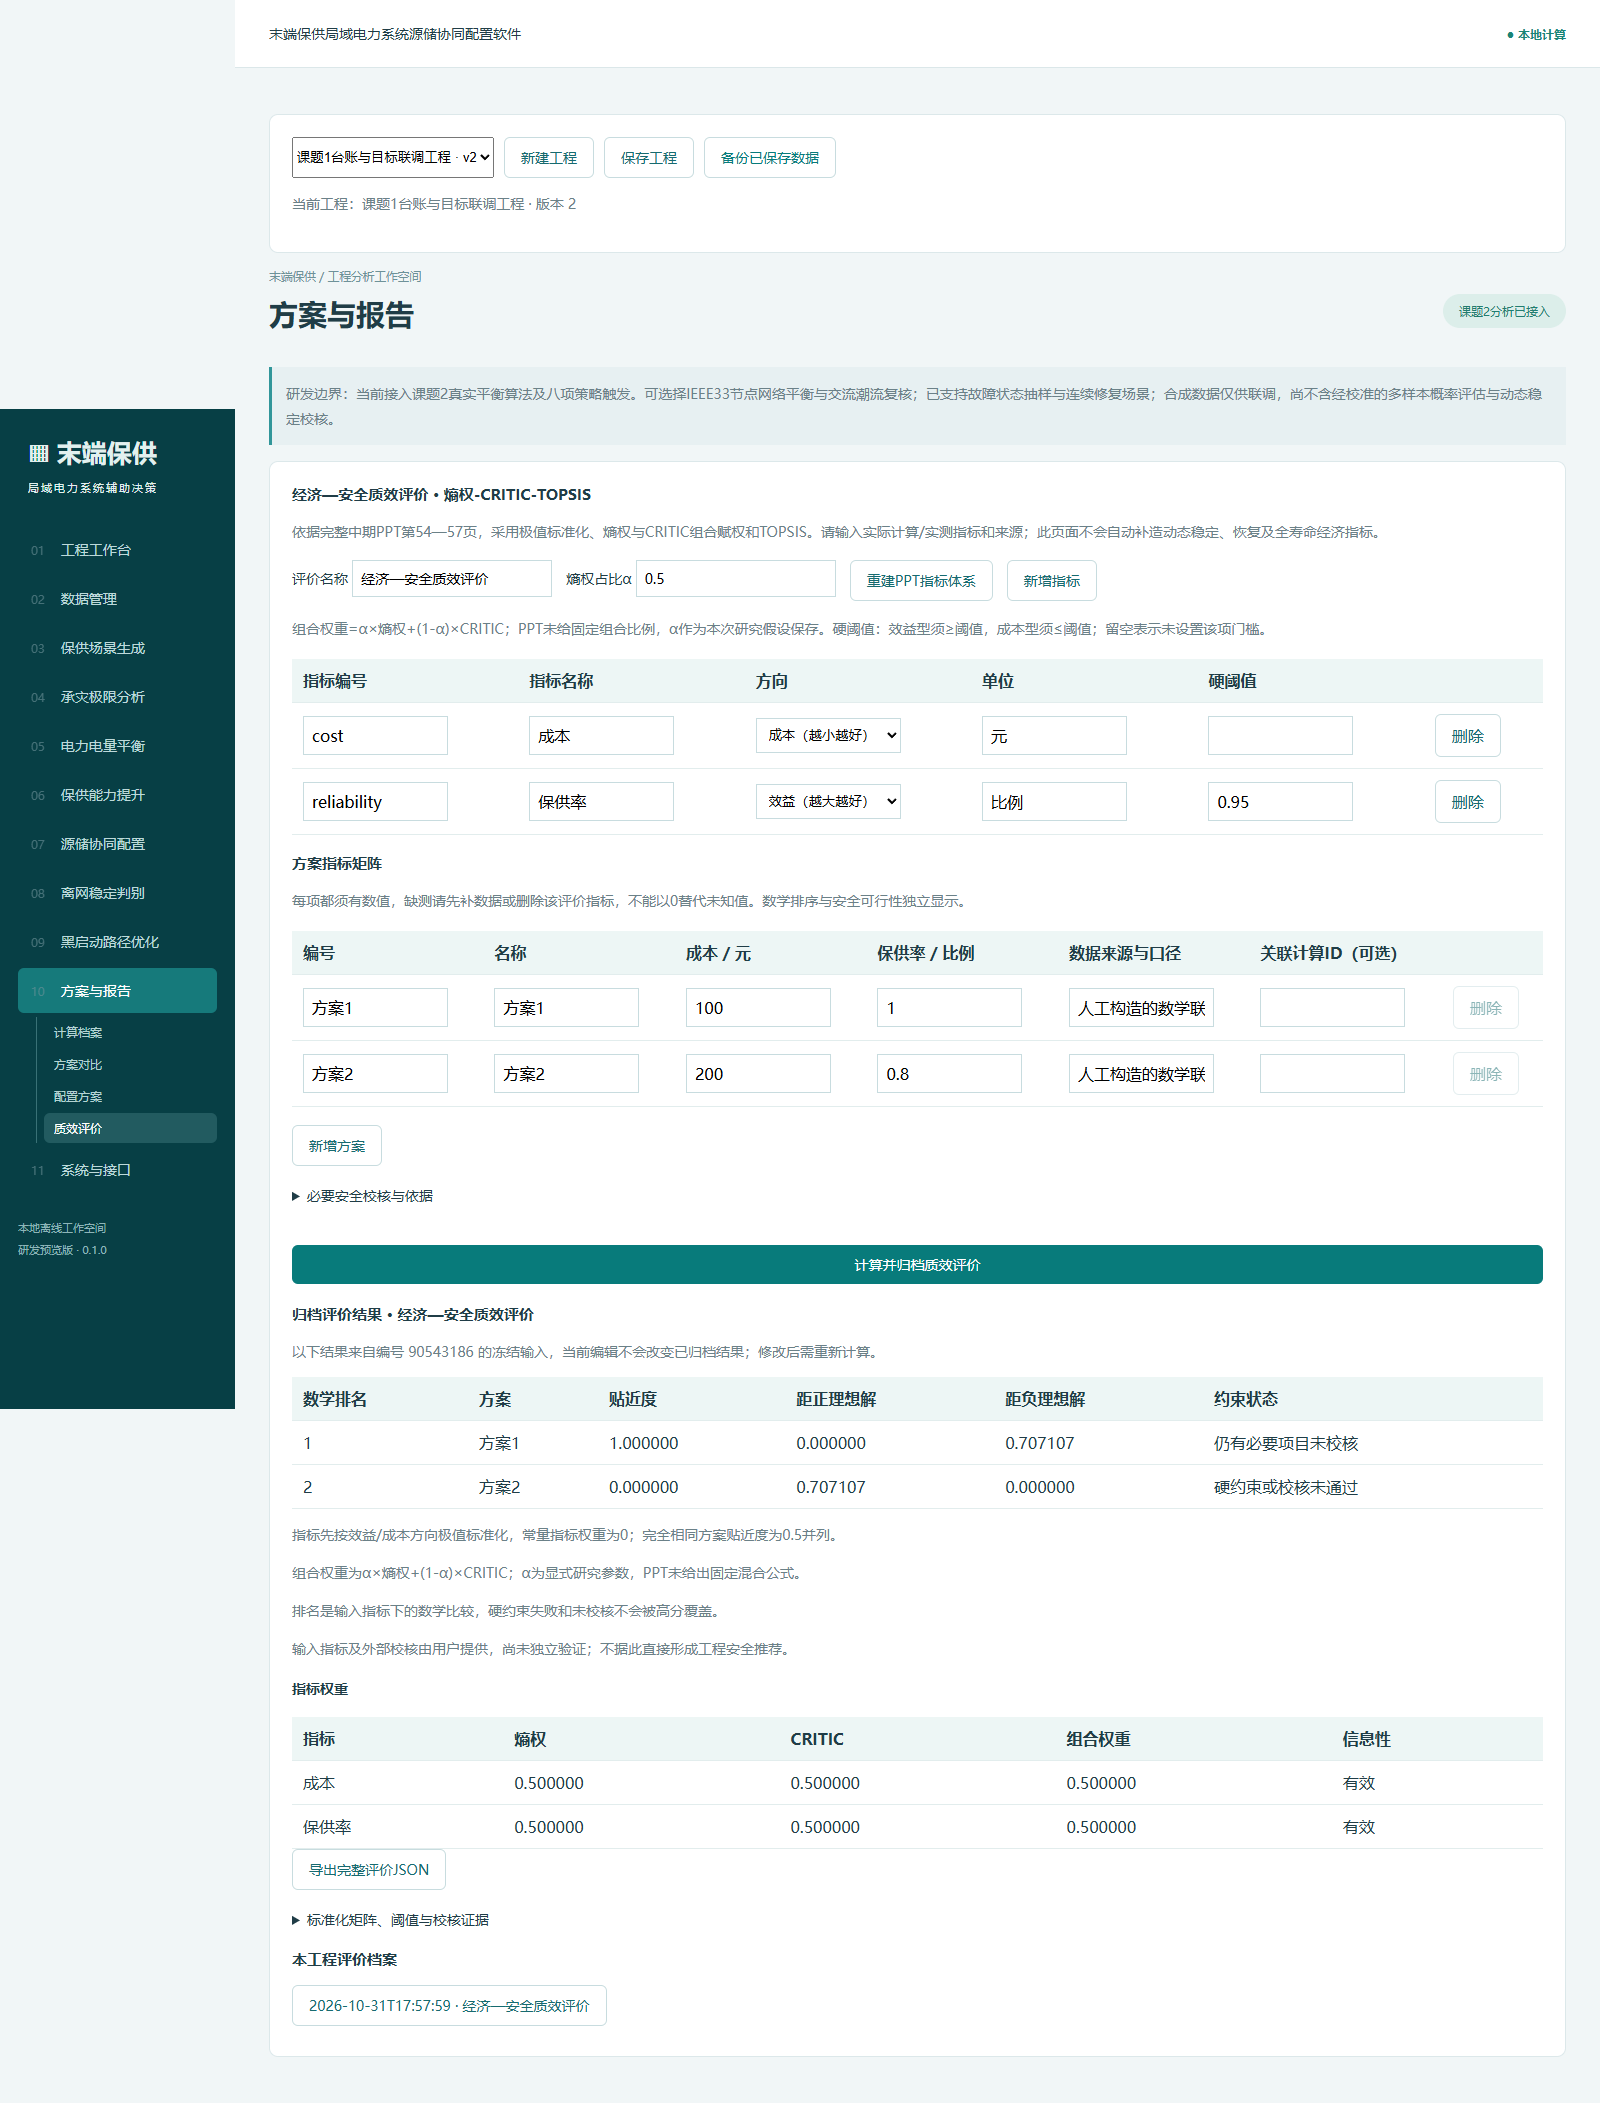 末端保供局域电力系统源储协同配置软件
● 本地计算
课题1台账与目标联调工程 · v2
新建工程
保存工程
备份已保存数据
当前工程：课题1台账与目标联调工程 · 版本 2
末端保供 / 工程分析工作空间
方案与报告
课题2分析已接入
研发边界：当前接入课题2真实平衡算法及八项策略触发。可选择IEEE33节点网络平衡与交流潮流复核；已支持故障状态抽样与连续修复场景；合成数据仅供联调，尚不含经校准的多样本概率评估与动态稳
定校核。
▦ 末端保供
局域电力系统辅助决策
01 工程工作台
02 数据管理
03 保供场景生成
04 承灾极限分析
05 电力电量平衡
06 保供能力提升
07 源储协同配置
08 离网稳定判别
09 黑启动路径优化
10 方案与报告
计算档案
方案对比
配置方案
质效评价
11 系统与接口
本地离线工作空间
研发预览版 · 0.1.0
经济—安全质效评价 • 熵权-CRITIC-TOPSIS
依据完整中期PPT第54—57页，采用极值标准化、熵权与CRITIC组合赋权和TOPSIS。请输入实际计算/实测指标和来源；此页面不会自动补造动态稳定、恢复及全寿命经济指标。
评价名称 经济—安全质效评价 熵权占比α 0.5 重建PPT指标体系 新增指标
组合权重=α×熵权+(1-α)×CRITIC；PPT未给固定组合比例，α作为本次研究假设保存。硬阈值：效益型须≥阈值，成本型须≤阈值；留空表示未设置该项门槛。
指标编号 指标名称 方向 单位 硬阈值
cost 成本 成本（越小越好） 元 删除
reliability 保供率 效益（越大越好） 比例 0.95 删除
方案指标矩阵
每项都须有数值，缺测请先补数据或删除该评价指标，不能以0替代未知值。数学排序与安全可行性独立显示。
编号 名称 成本 / 元 保供率 / 比例 数据来源与口径 关联计算ID（可选）
方案1 方案1 100 1 人工构造的数学联 删除
方案2 方案2 200 0.8 人工构造的数学联 删除
新增方案
▶ 必要安全校核与依据
计算并归档质效评价
归档评价结果 • 经济—安全质效评价
以下结果来自编号 90543186 的冻结输入，当前编辑不会改变已归档结果；修改后需重新计算。
数学排名 方案 贴近度 距正理想解 距负理想解 约束状态
1 方案1 1.000000 0.000000 0.707107 仍有必要项目未校核
2 方案2 0.000000 0.707107 0.000000 硬约束或校核未通过
指标先按效益/成本方向极值标准化，常量指标权重为0；完全相同方案贴近度为0.5并列。
组合权重为α×熵权+(1-α)×CRITIC；α为显式研究参数，PPT未给出固定混合公式。
排名是输入指标下的数学比较，硬约束失败和未校核不会被高分覆盖。
输入指标及外部校核由用户提供，尚未独立验证；不据此直接形成工程安全推荐。
指标权重
指标 熵权 CRITIC 组合权重 信息性
成本 0.500000 0.500000 0.500000 有效
保供率 0.500000 0.500000 0.500000 有效
导出完整评价JSON
▶ 标准化矩阵、阈值与校核证据
本工程评价档案
2026-10-31T17:57:59 · 经济—安全质效评价